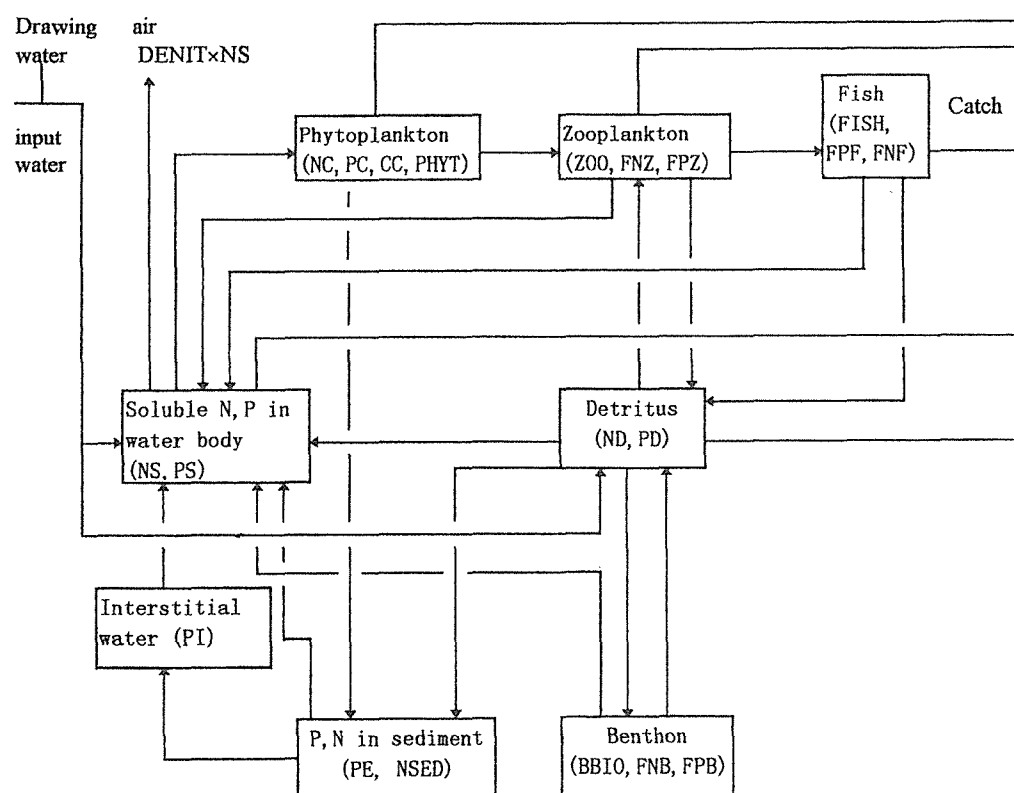 Drawing
water
air
DENIT×NS
input
water
Phytoplankton
(NC, PC, CC, PHYT)
Zooplankton
(ZOO, FNZ, FPZ)
Fish
(FISH,
FPF, FNF)
Catch
Soluble N, P in
water body
(NS, PS)
Detritus
(ND, PD)
Interstitial
water (PI)
P, N in sediment
(PE, NSED)
Benthon
(BBIO, FNB, FPB)